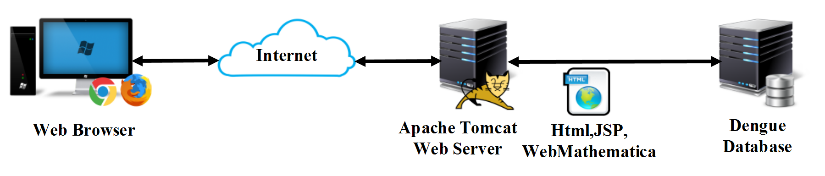 Internet
Web Browser
Apache Tomcat
Web Server
HTML
Html,JSP,
WebMathematica
Dengue
Database